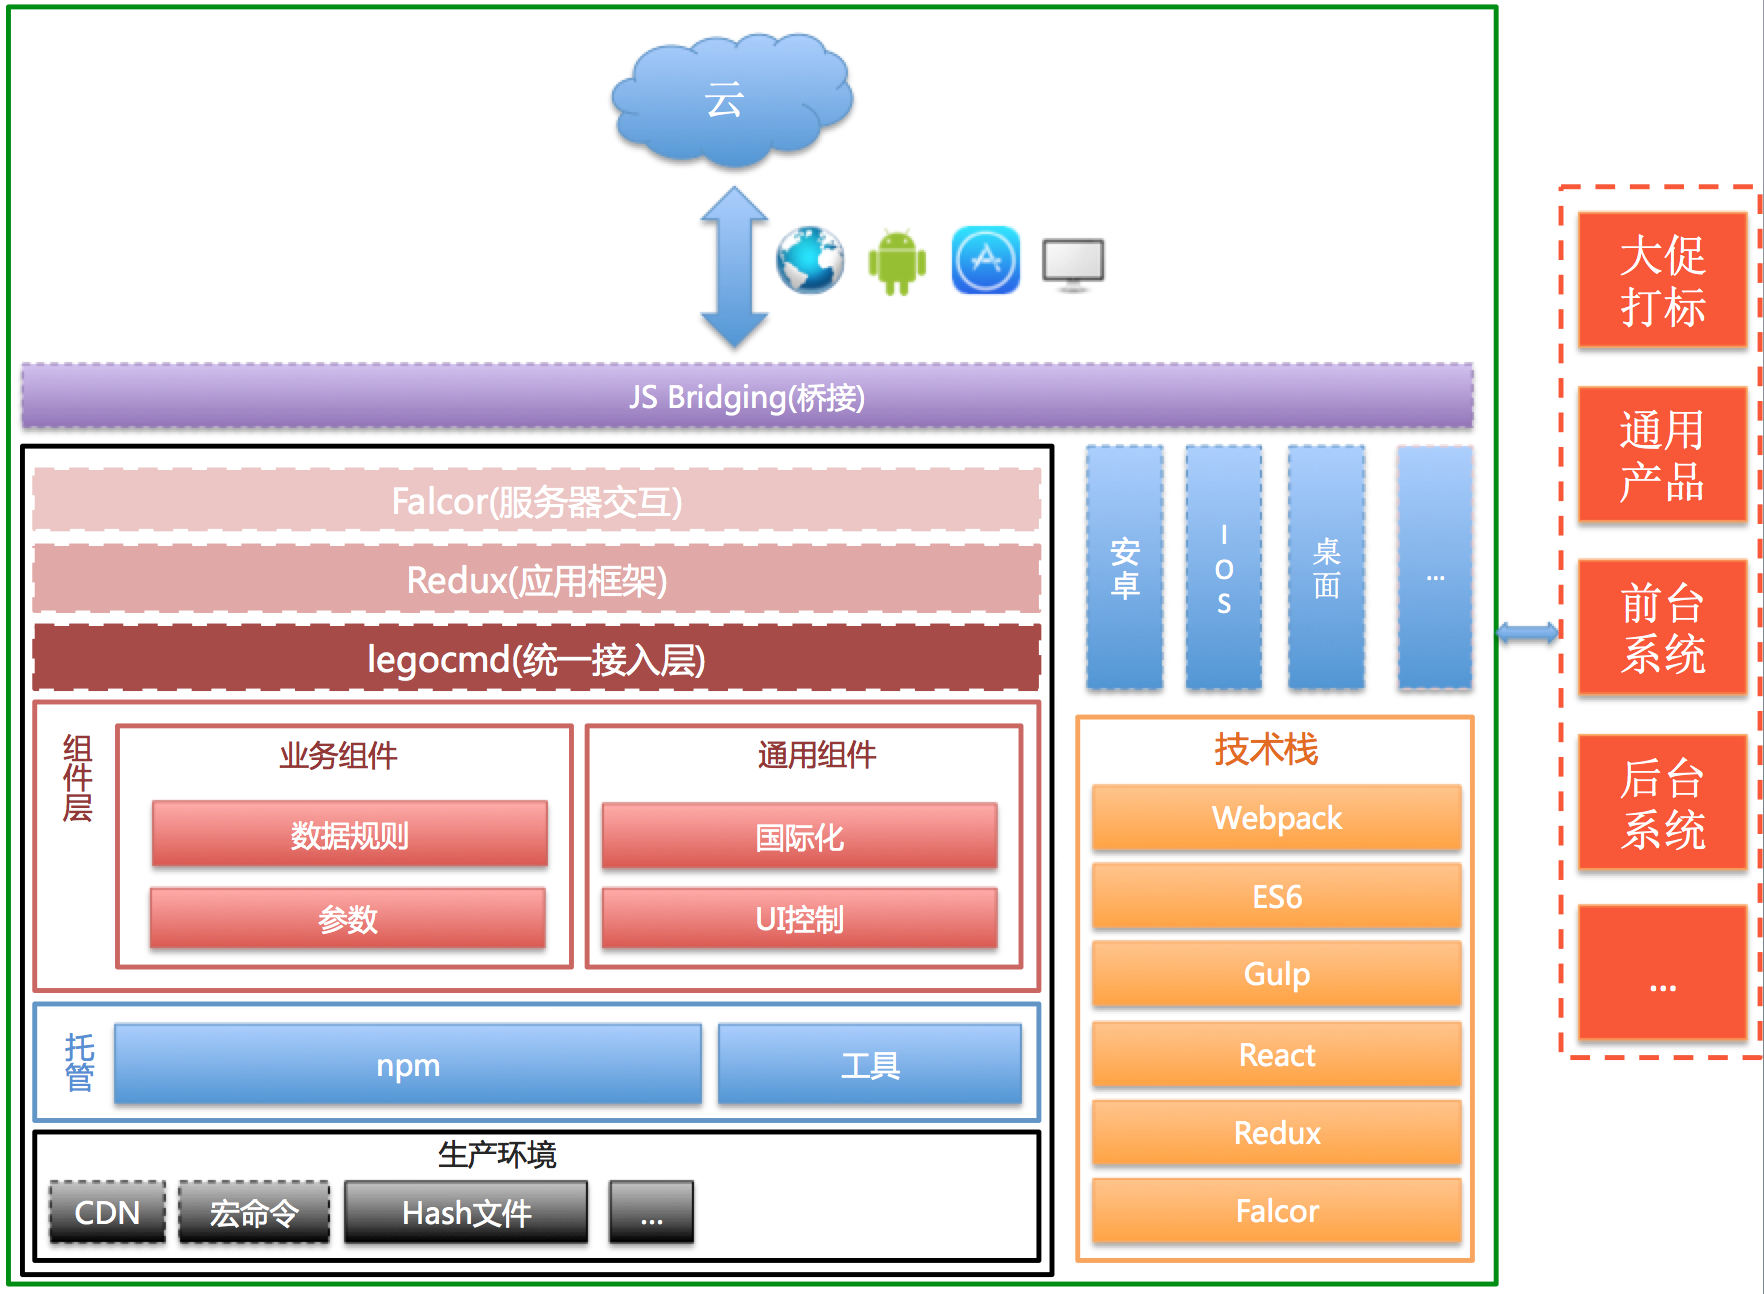 云
JS Bridging(桥接)
Falcor(服务器交互)
Redux(应用框架)
legocmd(统一接入层)
组
件
层
业务组件
数据规则
参数
通用组件
国际化
UI控制
托
管
npm
工具
生产环境
CDN
宏命令
Hash文件
...
安
卓
I
O
S
桌
面
...
技术栈
Webpack
ES6
Gulp
React
Redux
Falcor
大促
打标
通用
产品
前台
系统
后台
系统
...